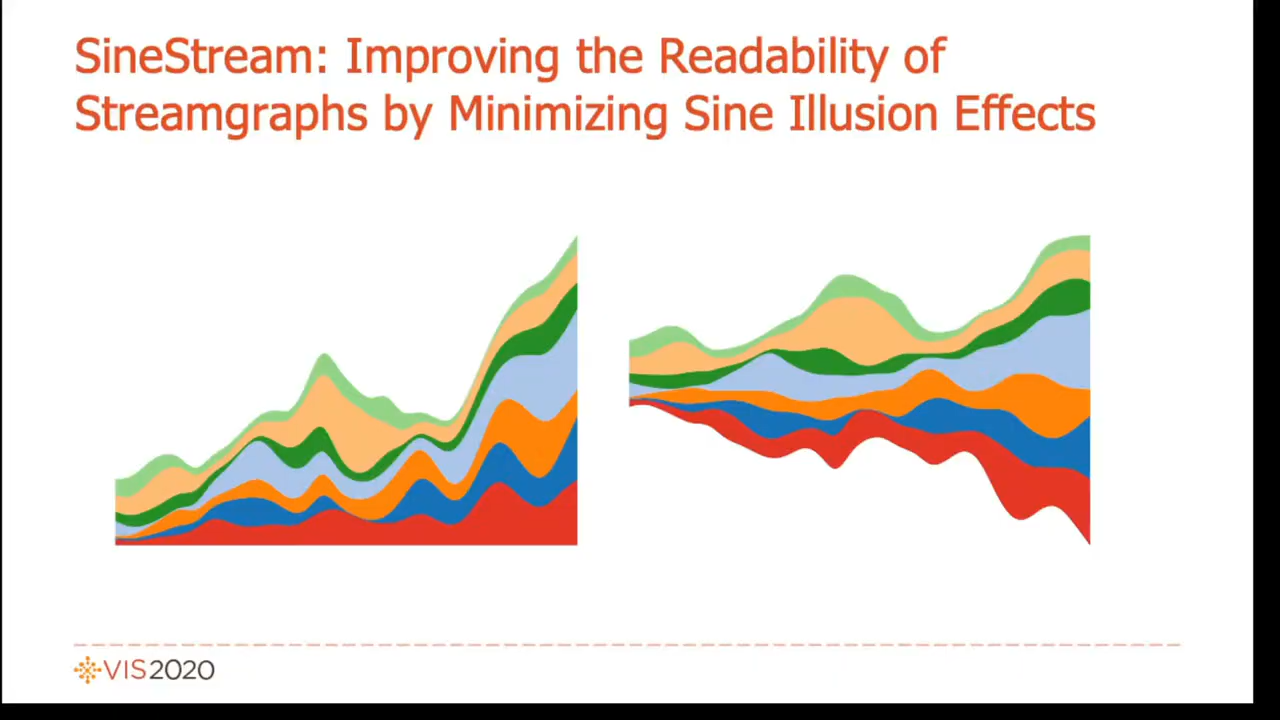 SineStream: Improving the Readability of
Streamgraphs by Minimizing Sine Illusion Effects
VIS2020